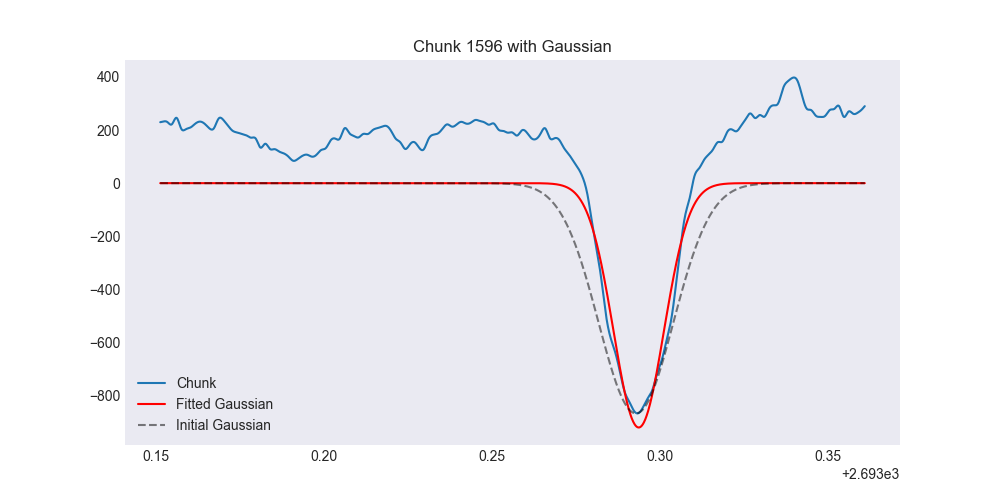 Chunk 1596 with Gaussian
400
200
0
−200
−400
−600
−800
Chunk
Fitted Gaussian
Initial Gaussian
0.15 0.20 0.25 0.30 0.35
+2.693e3